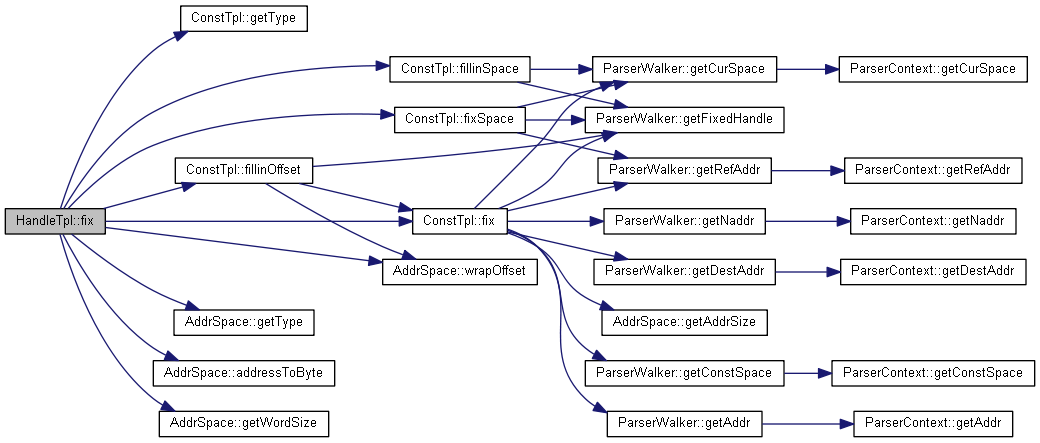 ConstTpl::getType
ConstTpl::fillinSpace
ParserWalker::getCurSpace
ParserContext::getCurSpace
ConstTpl::fixSpace
ParserWalker::getFixedHandle
ConstTpl::fillinOffset
ParserWalker::getRefAddr
ParserContext::getRefAddr
HandleTpl::fix
ConstTpl::fix
ParserWalker::getNaddr
ParserContext::getNaddr
AddrSpace::wrapOffset
ParserWalker::getDestAddr
ParserContext::getDestAddr
AddrSpace::getType
AddrSpace::getAddrSize
AddrSpace::addressToByte
ParserWalker::getConstSpace
ParserContext::getConstSpace
AddrSpace::getWordSize
ParserWalker::getAddr
ParserContext::getAddr